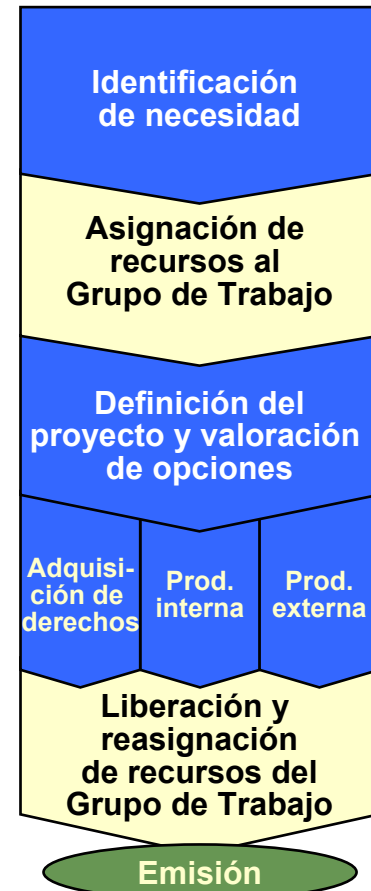 Identificación
de necesidad
Asignación de
recursos al
Grupo de Trabajo
Definición del
proyecto y valoración
de opciones
Adquisi-
ción de
derechos
Prod.
interna
Prod.
externa
Liberación y
reasignación
de recursos del
Grupo de Trabajo
Emisión